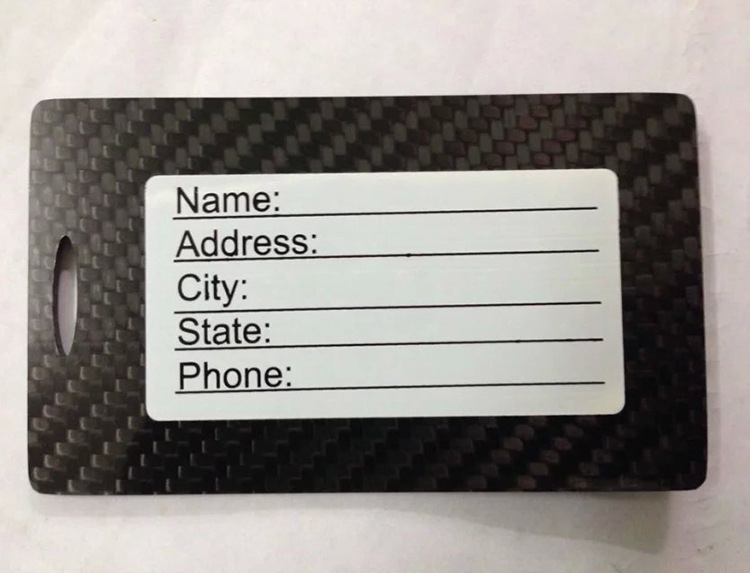 Name:
Address:
City:
State:
Phone: